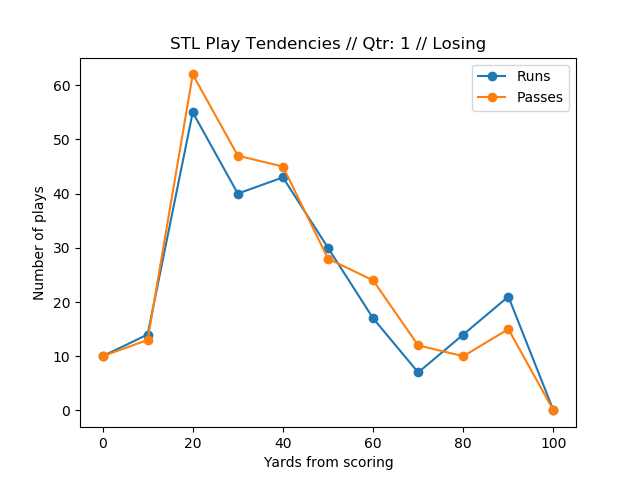 STL Play Tendencies // Qtr: 1 // Losing
Runs
Passes
Number of plays
60
50
40
30
20
10
0
0 20 40 60 80 100
Yards from scoring